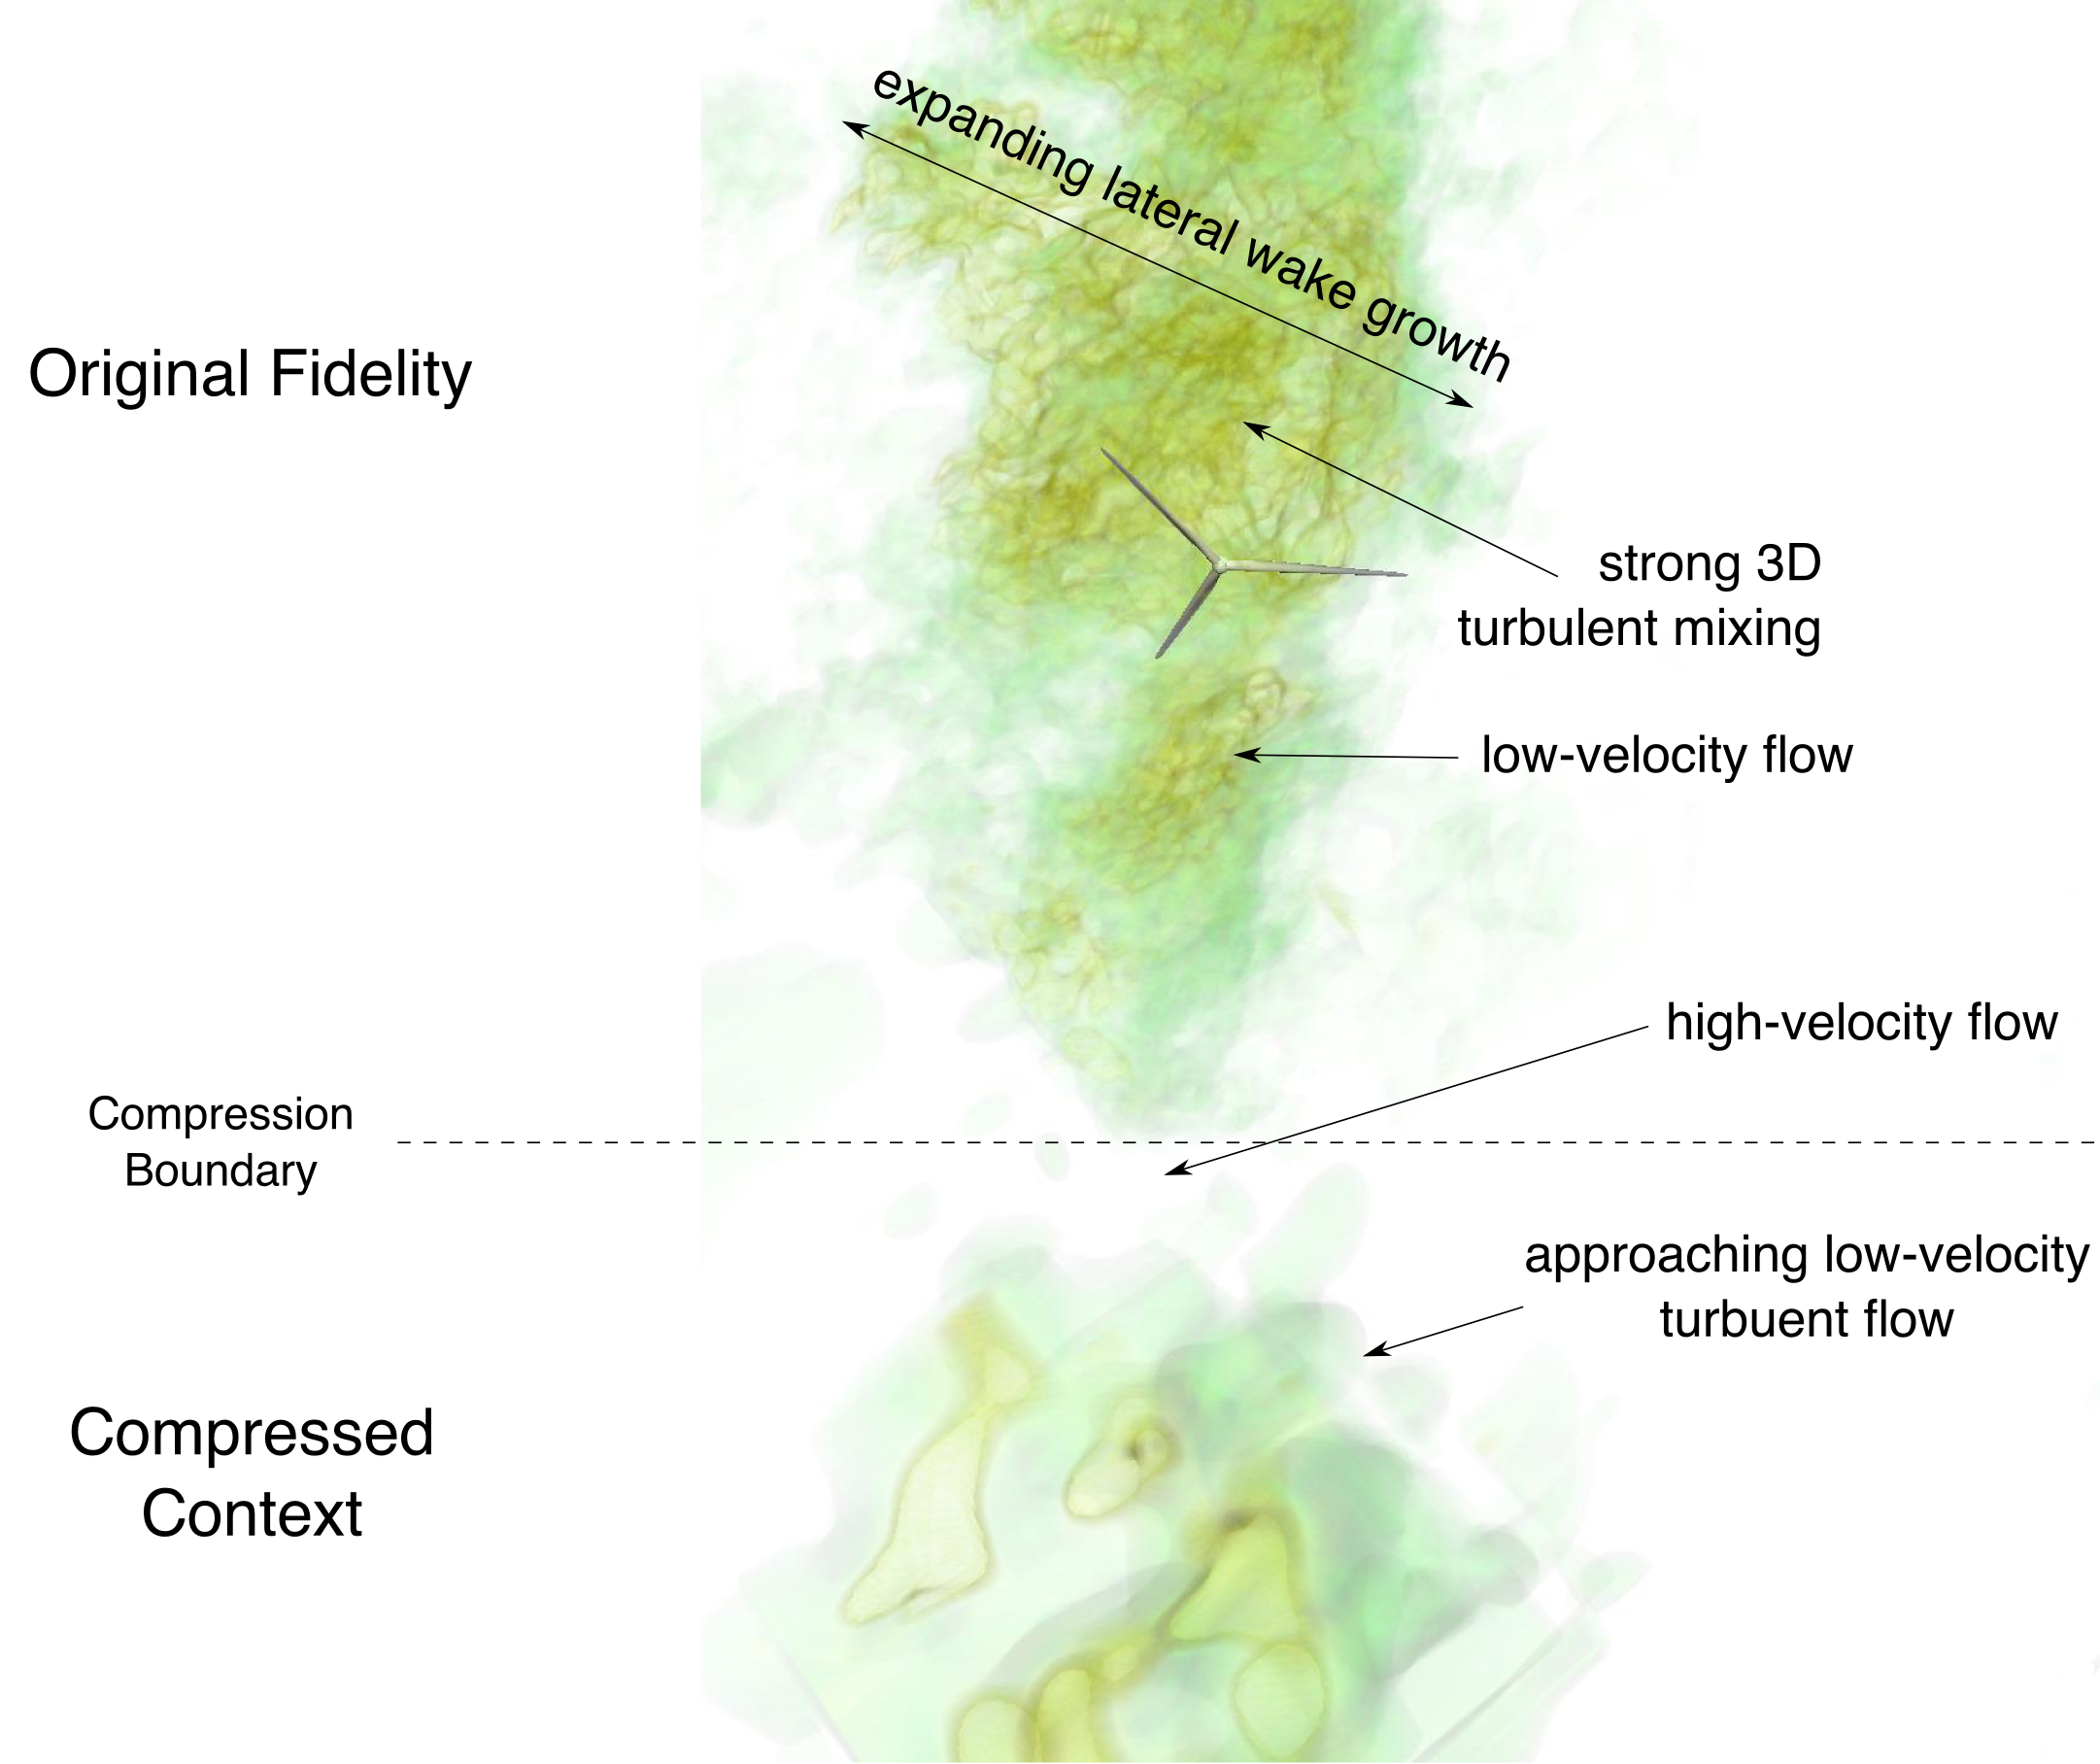 expanding lateral wake growth
Original Fidelity
strong 3D
turbulent mixing
low-velocity flow
high-velocity flow
Compression
Boundary
approaching low-velocity
turbuent flow
Compressed
Context